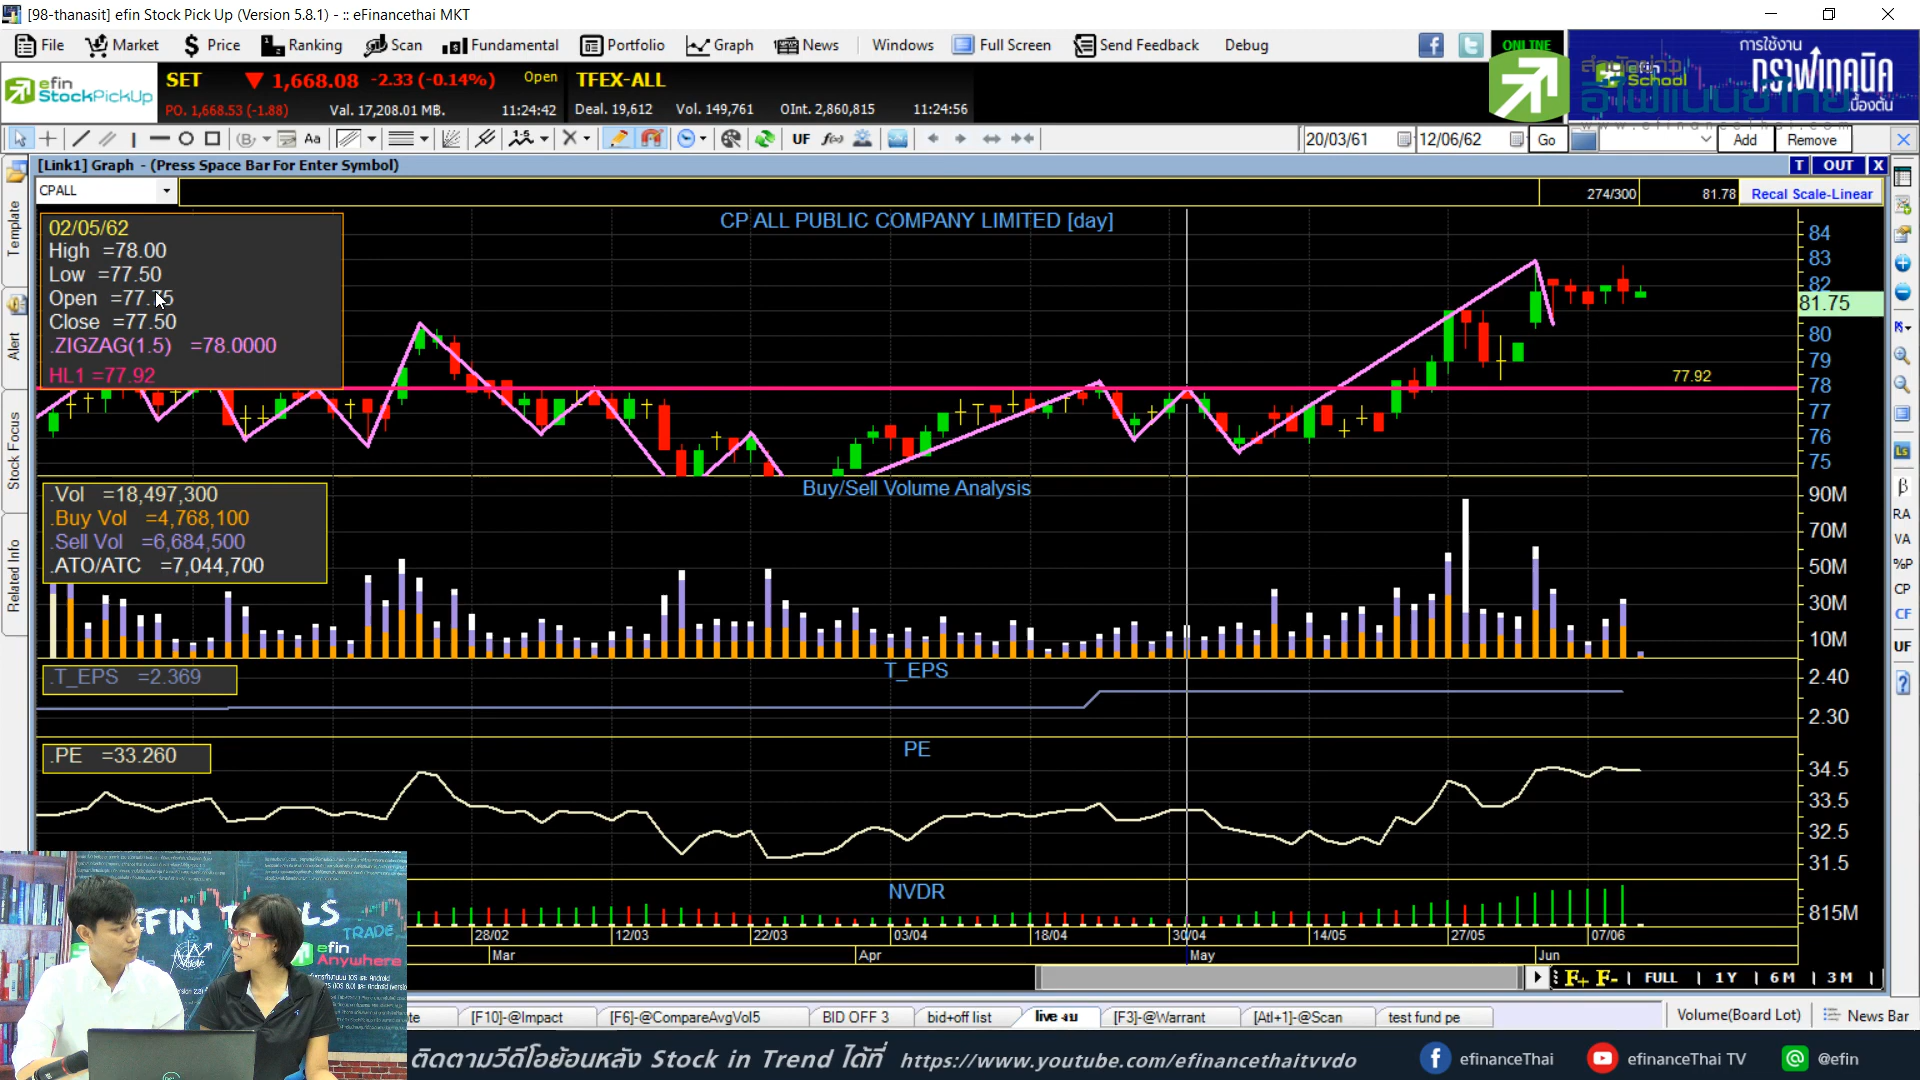 [98-thanasit] efin Stock Pick Up (Version 5.8.1) - :: eFinancethai MKT
File Market Price Ranking Scan Fundamental Portfolio Graph News Windows Full Screen Send Feedback Debug
ONLINE
efin StockPickUp
SET 1,668.08 -2.33 (-0.14%) Open TFEX-ALL
PO. 1,668.53 (-1.88) Val. 17,208.01 MB. 11:24:42 Deal. 19,612 Vol. 149,761 OInt. 2,860,815 11:24:56
efin School
การใช้งาน
กราฟเทคนิค
เบื้องต้น
www.efinancethai.com
UF f(x) 20/03/61 12/06/62 Go Add Remove
[Link1] Graph - (Press Space Bar For Enter Symbol) T OUT X
CPALL 274/300 81.78 Recal Scale-Linear
Template
Alert
Stock Focus
Related Info
CP ALL PUBLIC COMPANY LIMITED [day]
02/05/62
High =78.00
Low =77.50
Open =77.75
Close =77.50
.ZIGZAG(1.5) =78.0000
HL1 =77.92
84
83
82
81.75
80
79
78
77
76
75
77.92
Buy/Sell Volume Analysis
.Vol =18,497,300
.Buy Vol =4,768,100
.Sell Vol =6,684,500
.ATO/ATC =7,044,700
90M
70M
50M
30M
10M
T_EPS
.T_EPS =2.369
2.40
2.30
PE
.PE =33.260
34.5
33.5
32.5
31.5
NVDR
815M
28/02 12/03 22/03 03/04 18/04 30/04 14/05 27/05 07/06
Mar Apr May Jun
F+ F- | FULL | 1Y | 6M | 3M |
Ls
β
RA
VA
%P
CP
CF
UF
EFIN
LS
TRADE
efin
Anywhere
[F10]-@Impact [F6]-@CompareAvgVol5 BID OFF 3 bid+off list live งบ [F3]-@Warrant [Atl+1]-@Scan test fund pe Volume(Board Lot) News Bar
ติดตามวีดีโอย้อนหลัง Stock in Trend ได้ที่ https://www.youtube.com/efinancethaitvvdo efinanceThai efinanceThai TV @efin